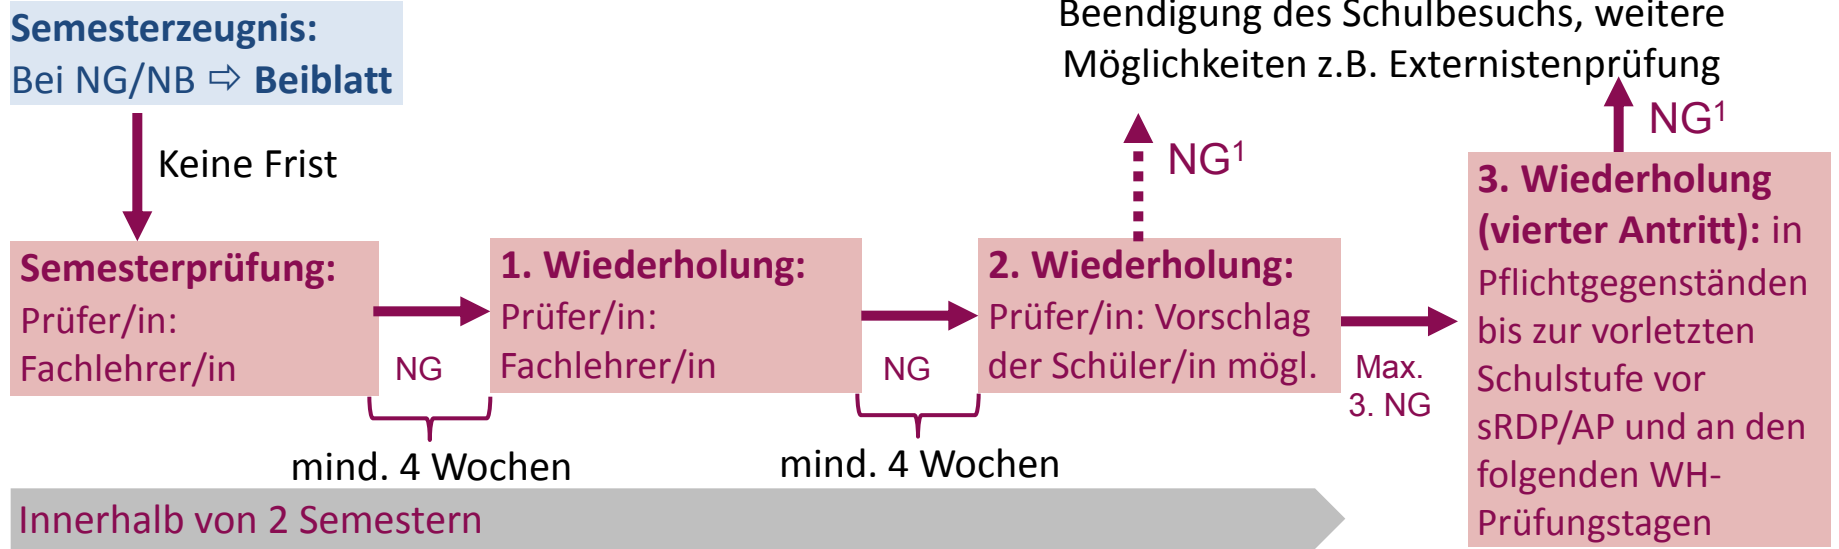 Semesterzeugnis:
Bei NG/NB ⇨ Beiblatt
Beendigung des Schulbesuchs, weitere
Möglichkeiten z.B. Externistenprüfung
Keine Frist
NG¹
NG¹
Semesterprüfung:
Prüfer/in:
Fachlehrer/in
NG
1. Wiederholung:
Prüfer/in:
Fachlehrer/in
NG
2. Wiederholung:
Prüfer/in: Vorschlag
der Schüler/in mögl.
Max.
3. NG
3. Wiederholung
(vierter Antritt): in
Pflichtgegenständen
bis zur vorletzten
Schulstufe vor
sRDP/AP und an den
folgenden WH-
Prüfungstagen
mind. 4 Wochen
mind. 4 Wochen
Innerhalb von 2 Semestern